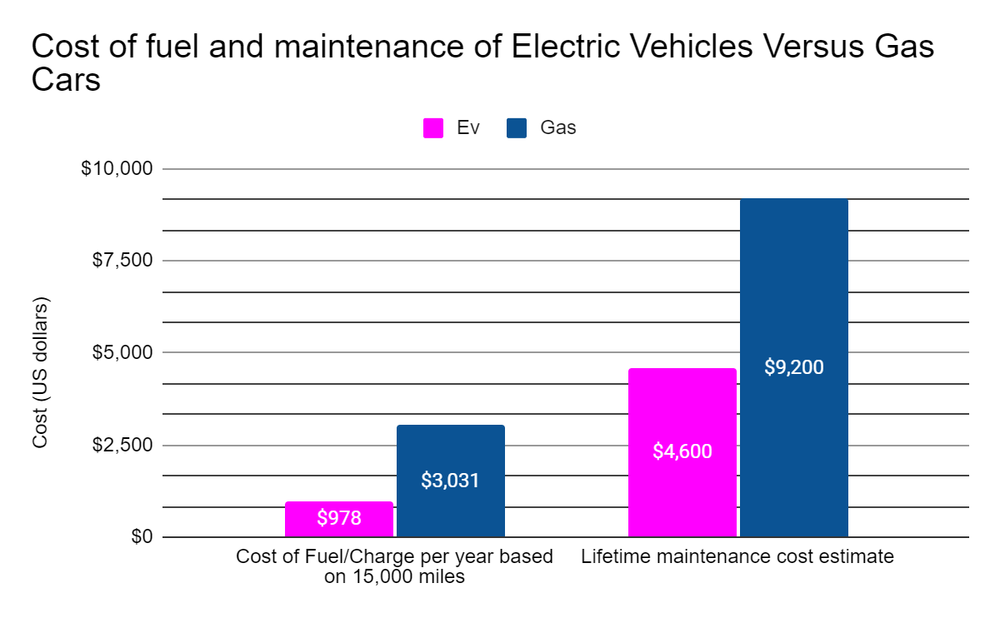 Cost of fuel and maintenance of Electric Vehicles Versus Gas
Cars
Ev
Gas
$10,000
$7,500
$5,000
$2,500
$0
Cost (US dollars)
$978
$3,031
$4,600
$9,200
Cost of Fuel/Charge per year based
on 15,000 miles
Lifetime maintenance cost estimate